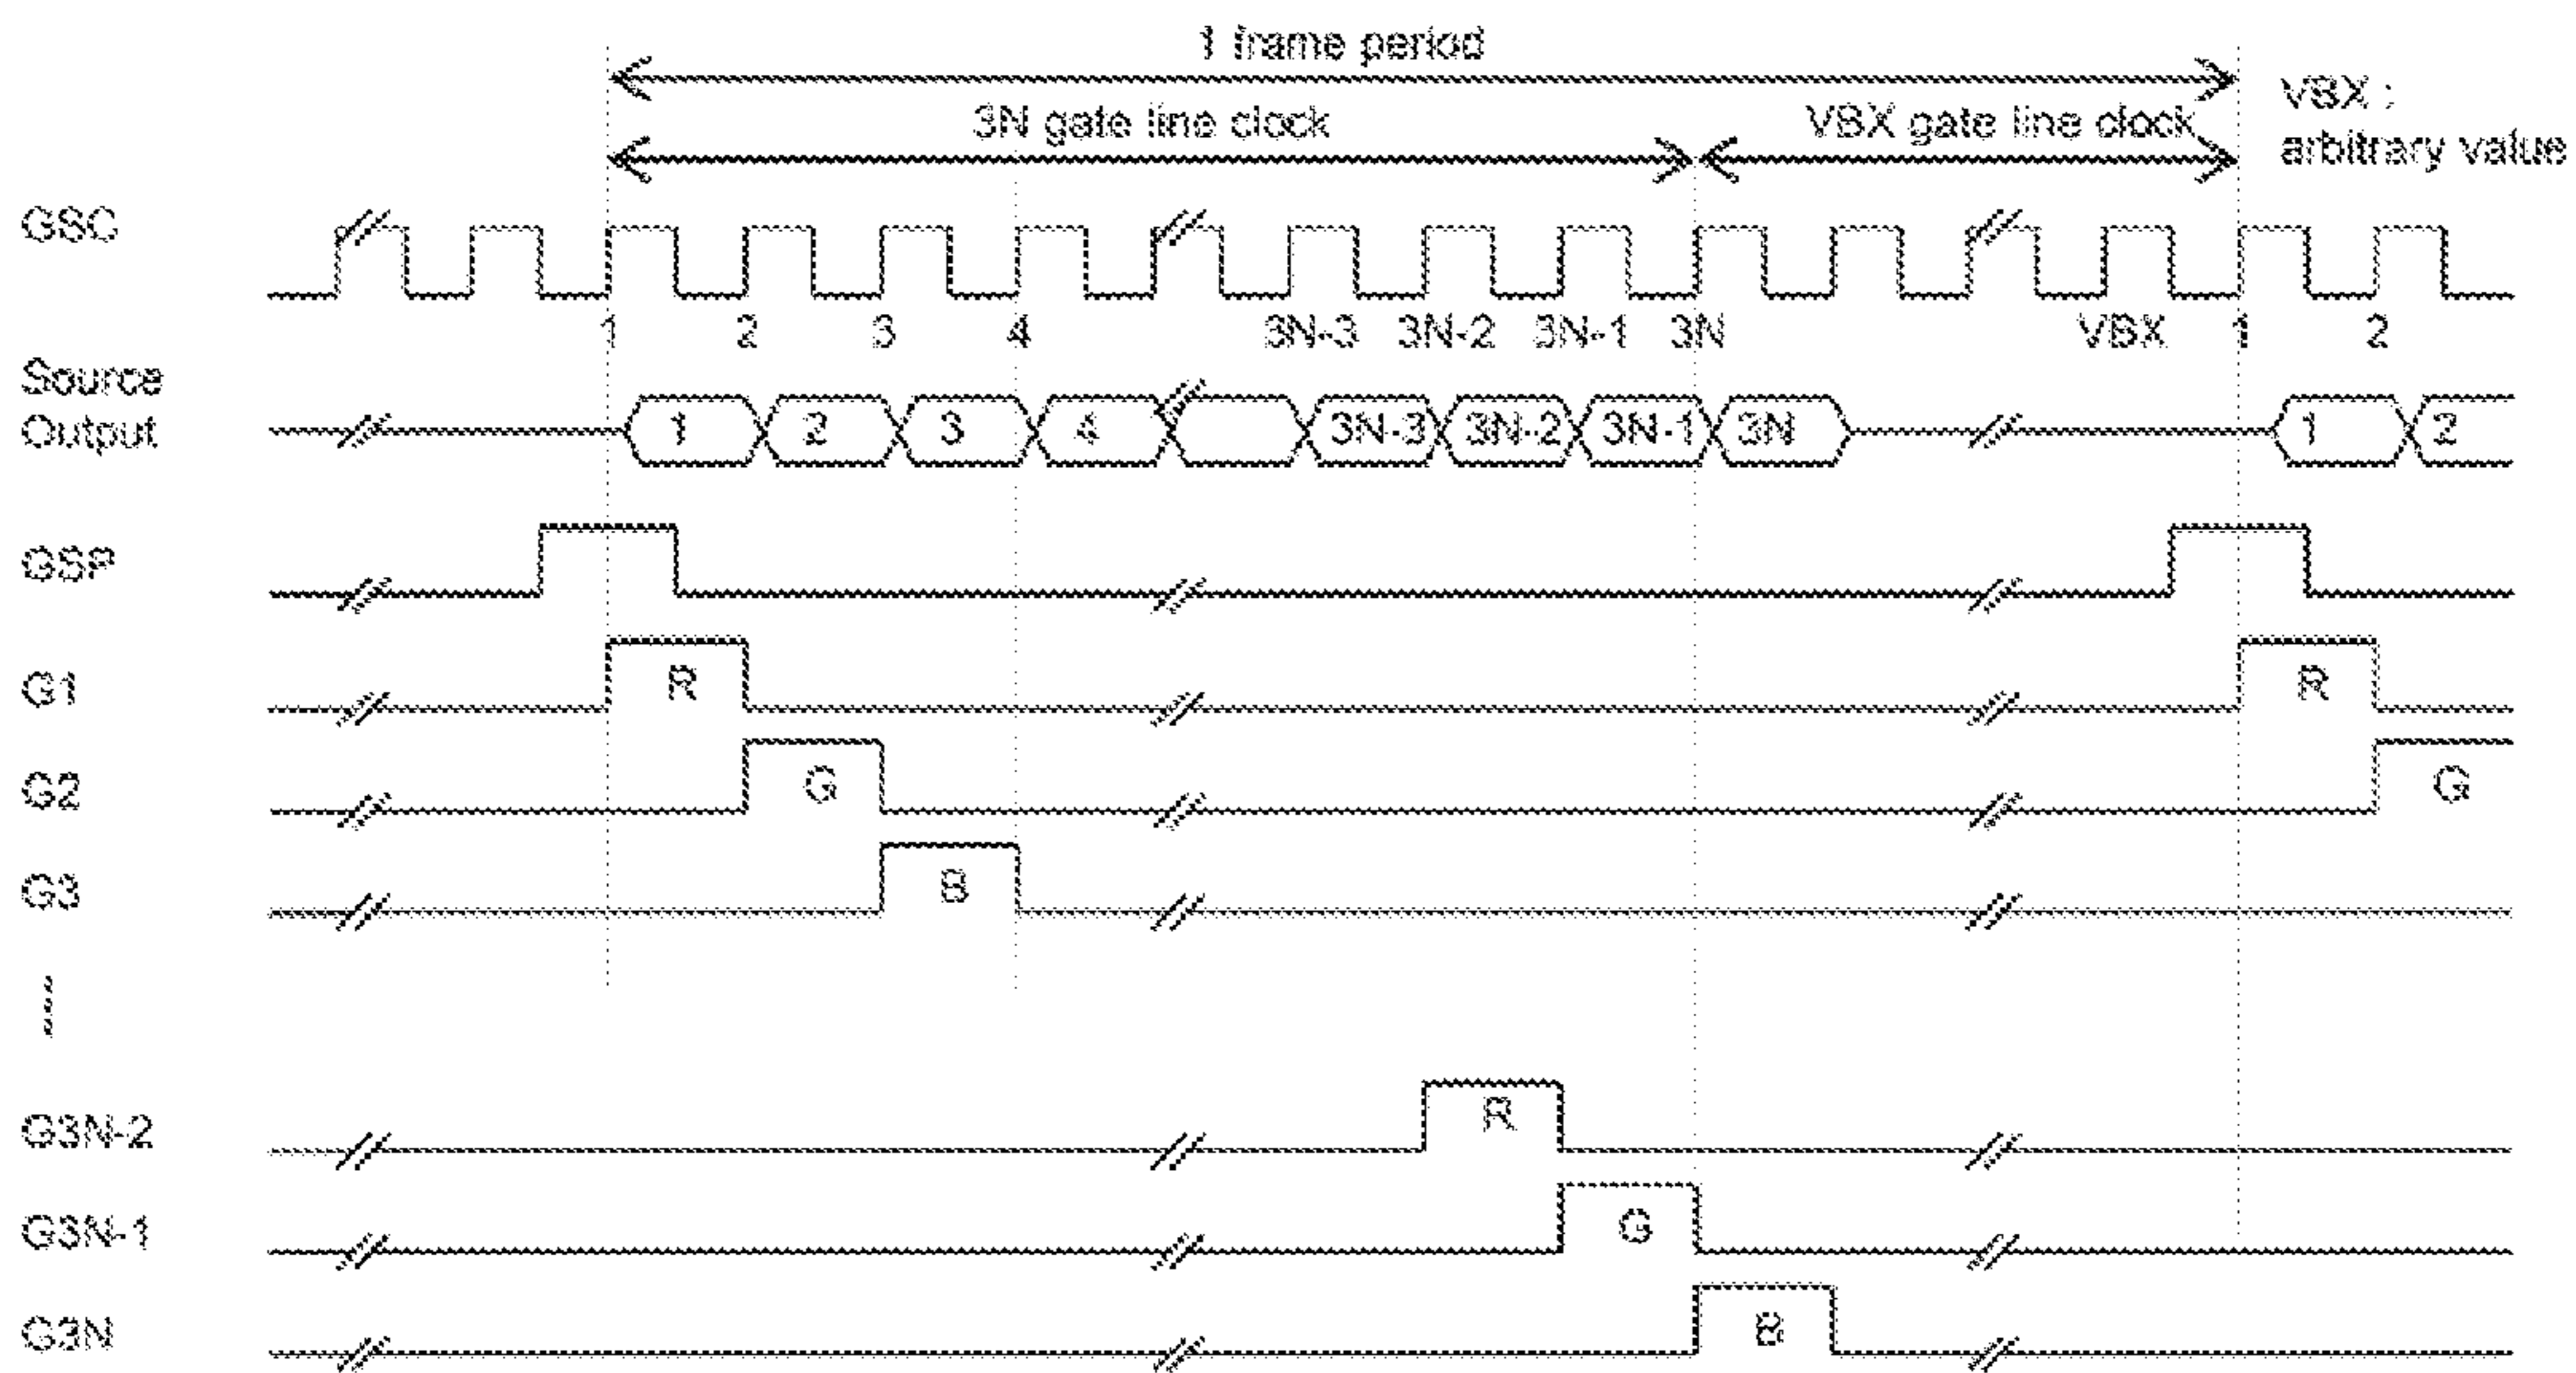 1 frame period
VBX :
arbitrary value
3N gate line clock
VBX gate line clock
GSC
1 2 3 4 3N-3 3N-2 3N-1 3N VBX 1 2
Source
Output
1 2 3 4 3N-3 3N-2 3N-1 3N 1 2
GSP
G1
R R
G2
G G
G3
B
G3N-2
R
G3N-1
G
G3N
B